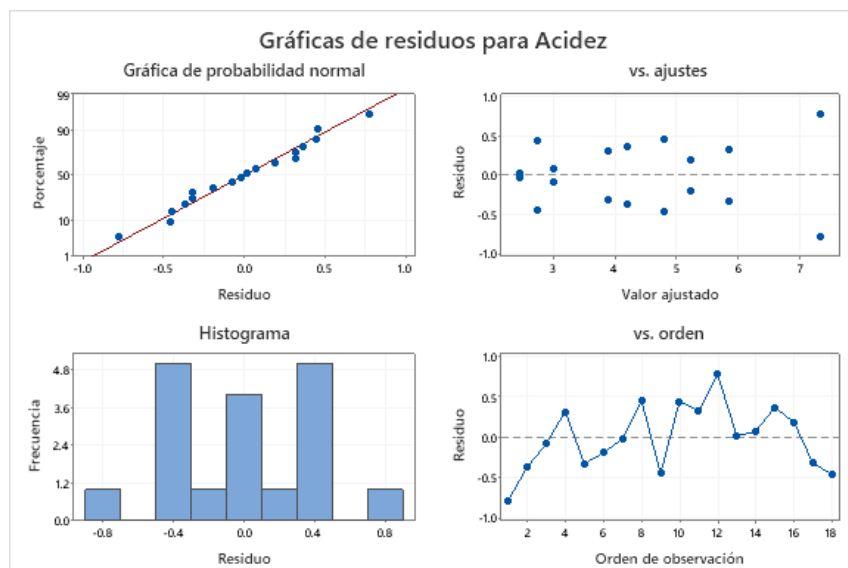 Gráficas de residuos para Acidez
Gráfica de probabilidad normal
99
90
50
10
1
Porcentaje
-1.0 -0.5 0.0 0.5 1.0
Residuo
vs. ajustes
1.0
0.5
0.0
-0.5
-1.0
Residuo
3 4 5 6 7
Valor ajustado
Histograma
4.8
3.6
2.4
1.2
0.0
Frecuencia
-0.8 -0.4 0.0 0.4 0.8
Residuo
vs. orden
1.0
0.5
0.0
-0.5
-1.0
Residuo
2 4 6 8 10 12 14 16 18
Orden de observación